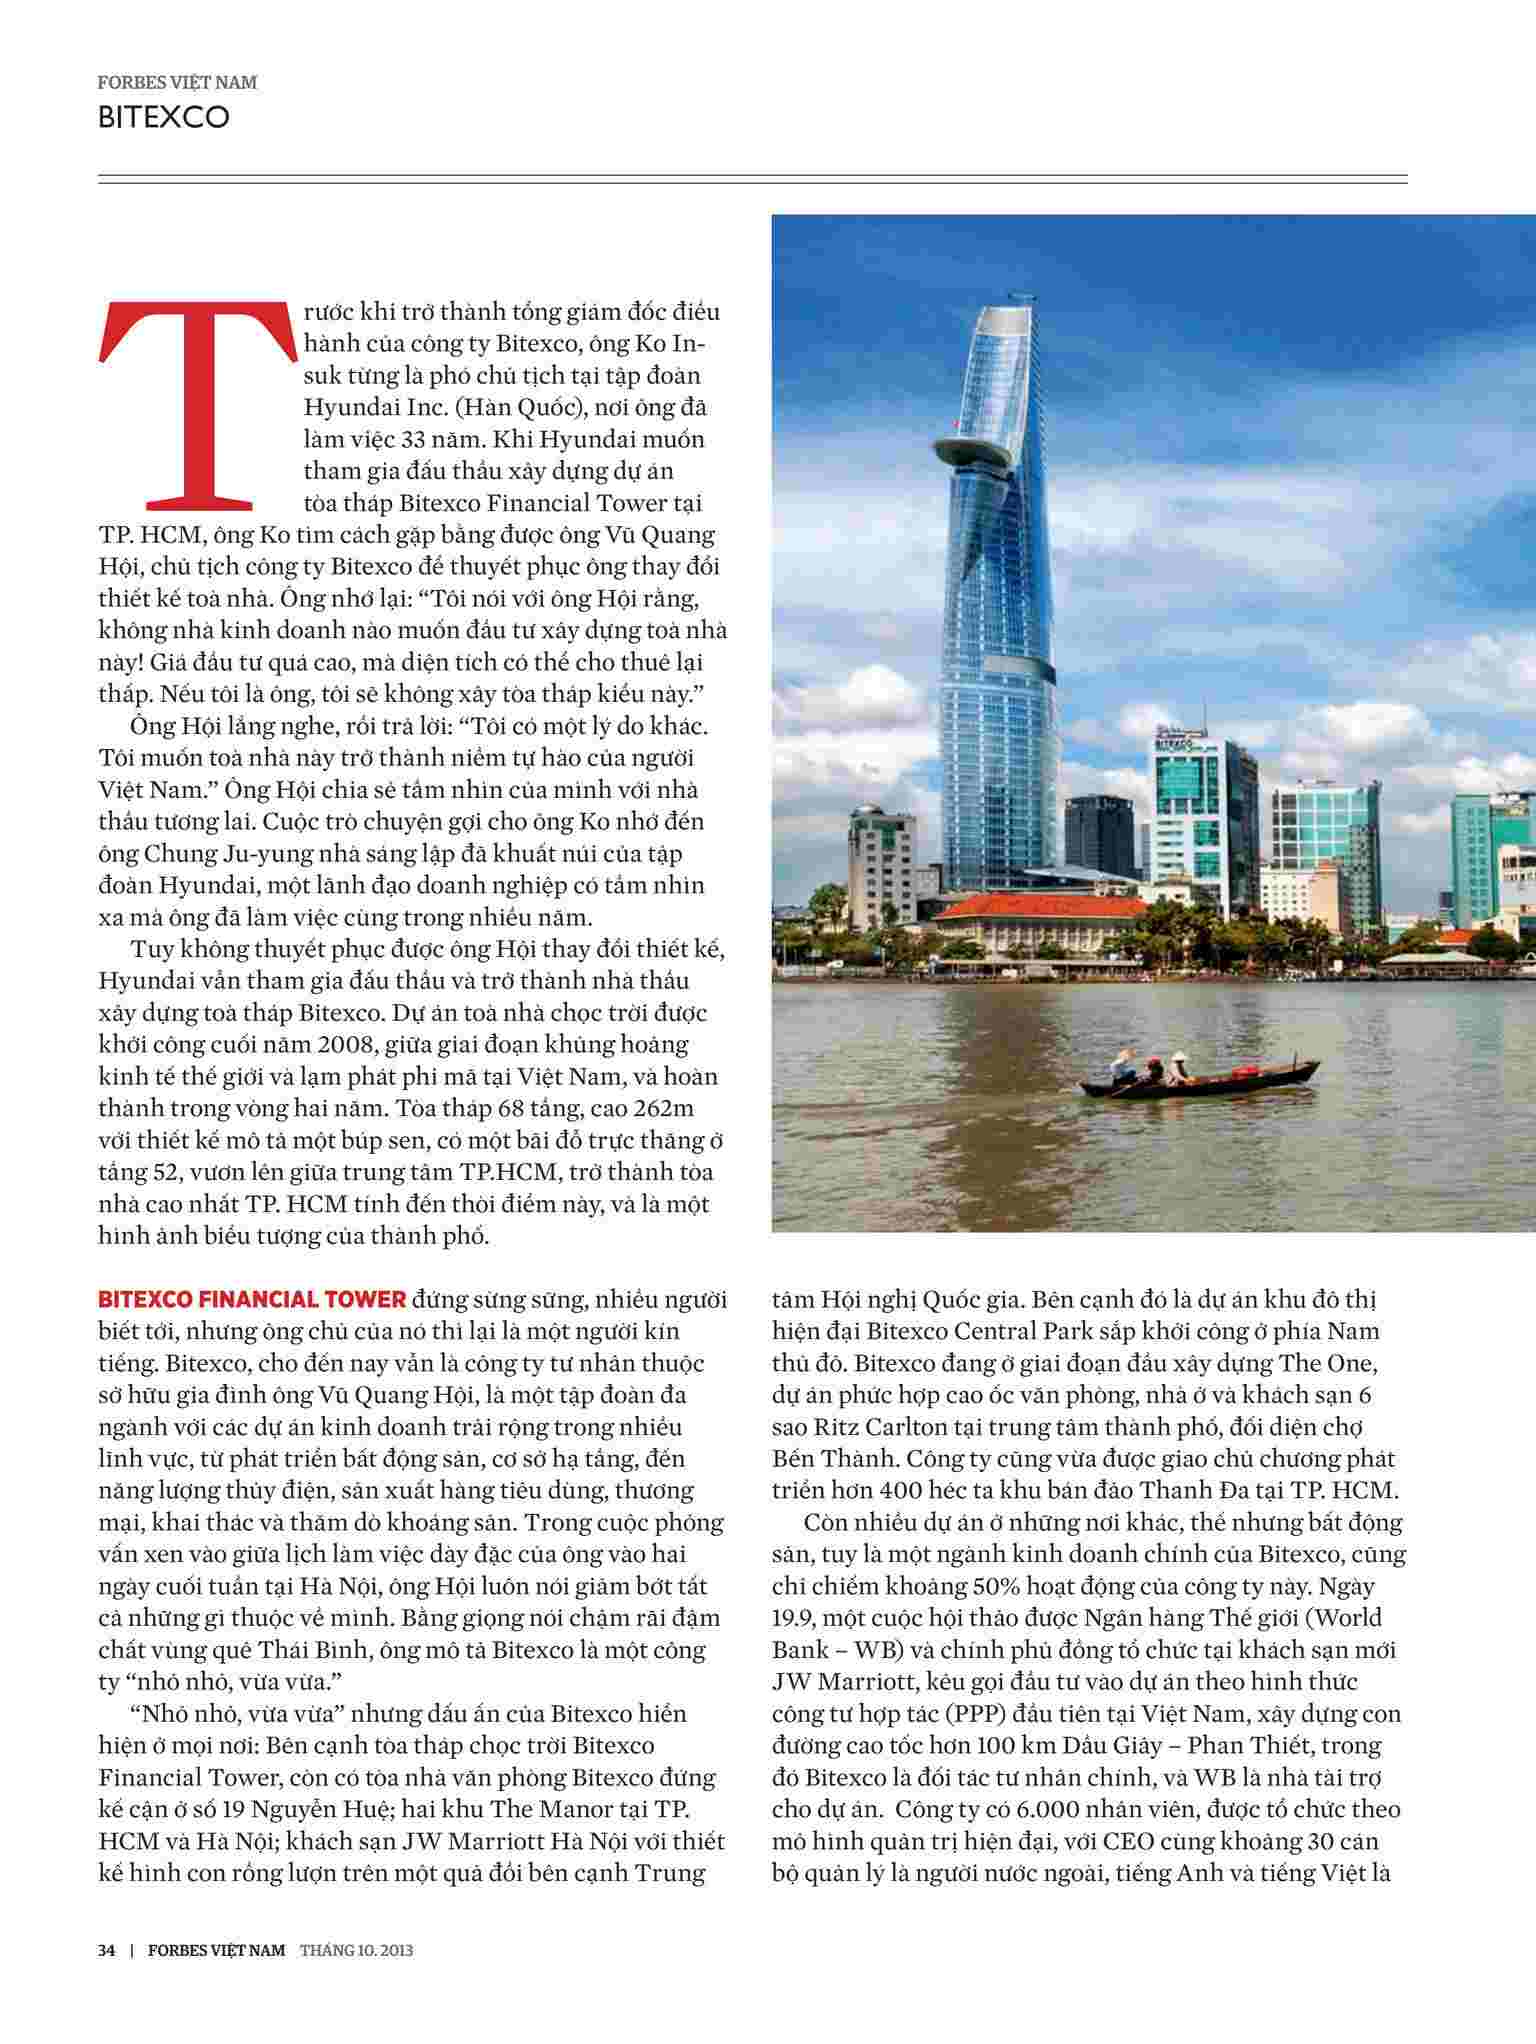 FORBES VIỆT NAM
BITEXCO
Trước khi trở thành tổng giám đốc điều
hành của công ty Bitexco, ông Ko In-
suk từng là phó chủ tịch tại tập đoàn
Hyundai Inc. (Hàn Quốc), nơi ông đã
làm việc 33 năm. Khi Hyundai muốn
tham gia đấu thầu xây dựng dự án
tòa tháp Bitexco Financial Tower tại
TP. HCM, ông Ko tìm cách gặp bằng được ông Vũ Quang
Hội, chủ tịch công ty Bitexco để thuyết phục ông thay đổi
thiết kế toà nhà. Ông nhớ lại: “Tôi nói với ông Hội rằng,
không nhà kinh doanh nào muốn đầu tư xây dựng toà nhà
này! Giá đầu tư quá cao, mà diện tích có thể cho thuê lại
thấp. Nếu tôi là ông, tôi sẽ không xây tòa tháp kiểu này.”
Ông Hội lắng nghe, rồi trả lời: “Tôi có một lý do khác.
Tôi muốn toà nhà này trở thành niềm tự hào của người
Việt Nam.” Ông Hội chia sẻ tầm nhìn của mình với nhà
thầu tương lai. Cuộc trò chuyện gợi cho ông Ko nhớ đến
ông Chung Ju-yung nhà sáng lập đã khuất núi của tập
đoàn Hyundai, một lãnh đạo doanh nghiệp có tầm nhìn
xa mà ông đã làm việc cùng trong nhiều năm.
Tuy không thuyết phục được ông Hội thay đổi thiết kế,
Hyundai vẫn tham gia đấu thầu và trở thành nhà thầu
xây dựng toà tháp Bitexco. Dự án toà nhà chọc trời được
khởi công cuối năm 2008, giữa giai đoạn khủng hoảng
kinh tế thế giới và lạm phát phi mã tại Việt Nam, và hoàn
thành trong vòng hai năm. Tòa tháp 68 tầng, cao 262m
với thiết kế mô tả một búp sen, có một bãi đỗ trực thăng ở
tầng 52, vươn lên giữa trung tâm TP.HCM, trở thành tòa
nhà cao nhất TP. HCM tính đến thời điểm này, và là một
hình ảnh biểu tượng của thành phố.
BITEXCO
BITEXCO FINANCIAL TOWER đứng sừng sững, nhiều người
biết tới, nhưng ông chủ của nó thì lại là một người kín
tiếng. Bitexco, cho đến nay vẫn là công ty tư nhân thuộc
sở hữu gia đình ông Vũ Quang Hội, là một tập đoàn đa
ngành với các dự án kinh doanh trải rộng trong nhiều
lĩnh vực, từ phát triển bất động sản, cơ sở hạ tầng, đến
năng lượng thủy điện, sản xuất hàng tiêu dùng, thương
mại, khai thác và thăm dò khoáng sản. Trong cuộc phỏng
vấn xen vào giữa lịch làm việc dày đặc của ông vào hai
ngày cuối tuần tại Hà Nội, ông Hội luôn nói giảm bớt tất
cả những gì thuộc về mình. Bằng giọng nói chậm rãi đậm
chất vùng quê Thái Bình, ông mô tả Bitexco là một công
ty “nhỏ nhỏ, vừa vừa.”
“Nhỏ nhỏ, vừa vừa” nhưng dấu ấn của Bitexco hiển
hiện ở mọi nơi: Bên cạnh tòa tháp chọc trời Bitexco
Financial Tower, còn có tòa nhà văn phòng Bitexco đứng
kế cận ở số 19 Nguyễn Huệ; hai khu The Manor tại TP.
HCM và Hà Nội; khách sạn JW Marriott Hà Nội với thiết
kế hình con rồng lượn trên một quả đồi bên cạnh Trung
tâm Hội nghị Quốc gia. Bên cạnh đó là dự án khu đô thị
hiện đại Bitexco Central Park sắp khởi công ở phía Nam
thủ đô. Bitexco đang ở giai đoạn đầu xây dựng The One,
dự án phức hợp cao ốc văn phòng, nhà ở và khách sạn 6
sao Ritz Carlton tại trung tâm thành phố, đối diện chợ
Bến Thành. Công ty cũng vừa được giao chủ chương phát
triển hơn 400 héc ta khu bán đảo Thanh Đa tại TP. HCM.
Còn nhiều dự án ở những nơi khác, thế nhưng bất động
sản, tuy là một ngành kinh doanh chính của Bitexco, cũng
chỉ chiếm khoảng 50% hoạt động của công ty này. Ngày
19.9, một cuộc hội thảo được Ngân hàng Thế giới (World
Bank – WB) và chính phủ đồng tổ chức tại khách sạn mới
JW Marriott, kêu gọi đầu tư vào dự án theo hình thức
công tư hợp tác (PPP) đầu tiên tại Việt Nam, xây dựng con
đường cao tốc hơn 100 km Dầu Giây – Phan Thiết, trong
đó Bitexco là đối tác tư nhân chính, và WB là nhà tài trợ
cho dự án. Công ty có 6.000 nhân viên, được tổ chức theo
mô hình quản trị hiện đại, với CEO cùng khoảng 30 cán
bộ quản lý là người nước ngoài, tiếng Anh và tiếng Việt là
34 | FORBES VIỆT NAM THÁNG 10. 2013